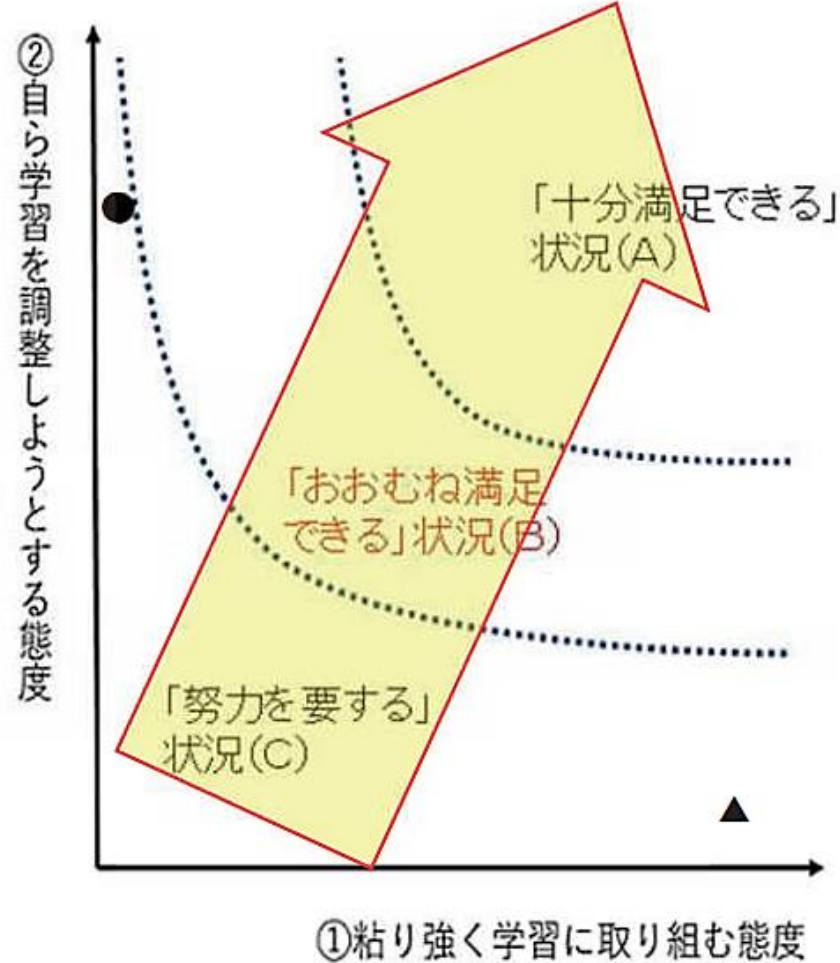 ②自ら学習を調整しようとする態度
「十分満足できる」
状況(A)
「おおむね満足
できる」状況(B)
「努力を要する」
状況(C)
①粘り強く学習に取り組む態度